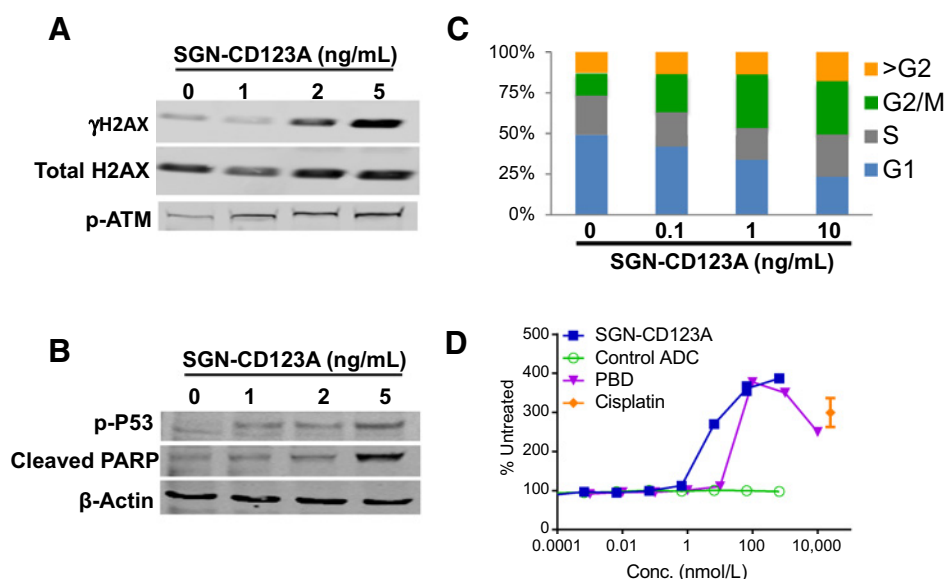 A
SGN-CD123A (ng/mL)
0 1 2 5
γH2AX
Total H2AX
p-ATM
B
SGN-CD123A (ng/mL)
0 1 2 5
p-P53
Cleaved PARP
β-Actin
C
100%
75%
50%
25%
0%
0 0.1 1 10
SGN-CD123A (ng/mL)
>G2
G2/M
S
G1
D
SGN-CD123A
Control ADC
PBD
Cisplatin
% Untreated
500
400
300
200
100
0
0.0001 0.01 1 100 10,000
Conc. (nmol/L)